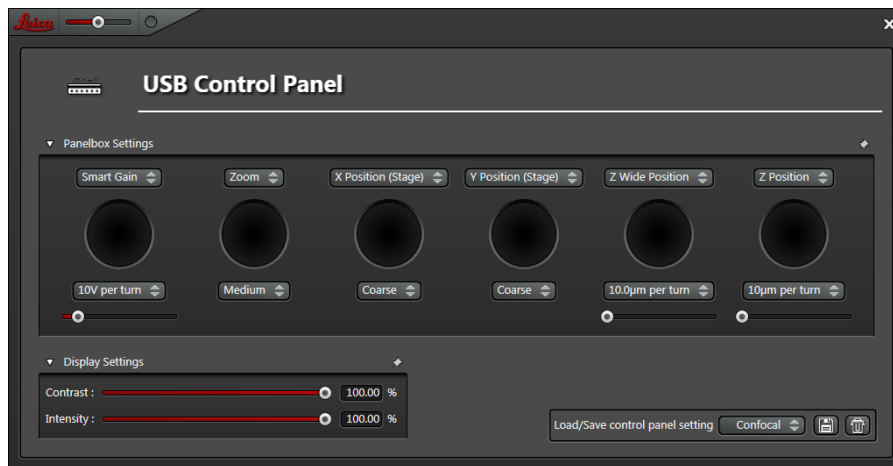 Leica
USB Control Panel
Panelbox Settings
Smart Gain Zoom X Position (Stage) Y Position (Stage) Z Wide Position Z Position
10V per turn Medium Coarse Coarse 10.0µm per turn 10µm per turn
Display Settings
Contrast : 100.00 %
Intensity : 100.00 %
Load/Save control panel setting Confocal